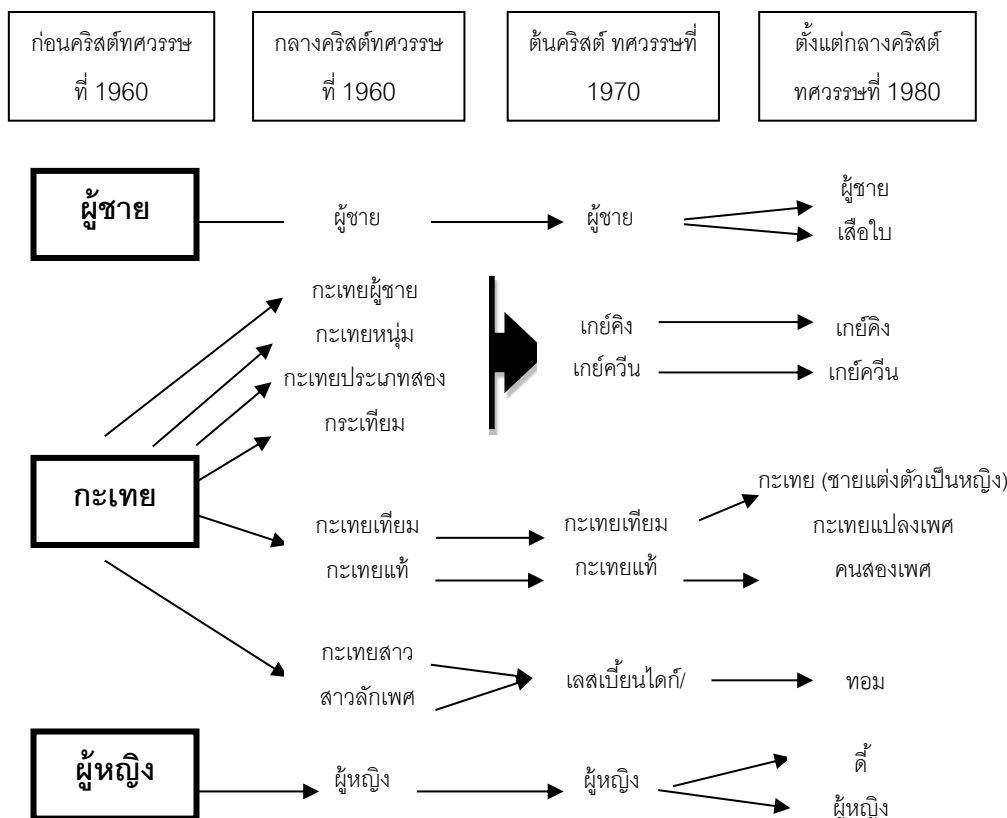 ก่อนคริสต์ทศวรรษ
ที่ 1960
กลางคริสต์ทศวรรษ
ที่ 1960
ต้นคริสต์ ทศวรรษที่
1970
ตั้งแต่กลางคริสต์
ทศวรรษที่ 1980
ผู้ชาย
ผู้ชาย
ผู้ชาย
ผู้ชาย
เสือใบ
กะเทย
กะเทยผู้ชาย
กะเทยหนุ่ม
กะเทยประเภทสอง
กระเทียม
เกย์คิง
เกย์ควีน
เกย์คิง
เกย์ควีน
กะเทยเทียม
กะเทยแท้
กะเทยเทียม
กะเทยแท้
กะเทย (ชายแต่งตัวเป็นหญิง)
กะเทยแปลงเพศ
คนสองเพศ
กะเทยสาว
สาวลักเพศ
เลสเบี้ยนไดก์/
ทอม
ผู้หญิง
ผู้หญิง
ผู้หญิง
ดี้
ผู้หญิง